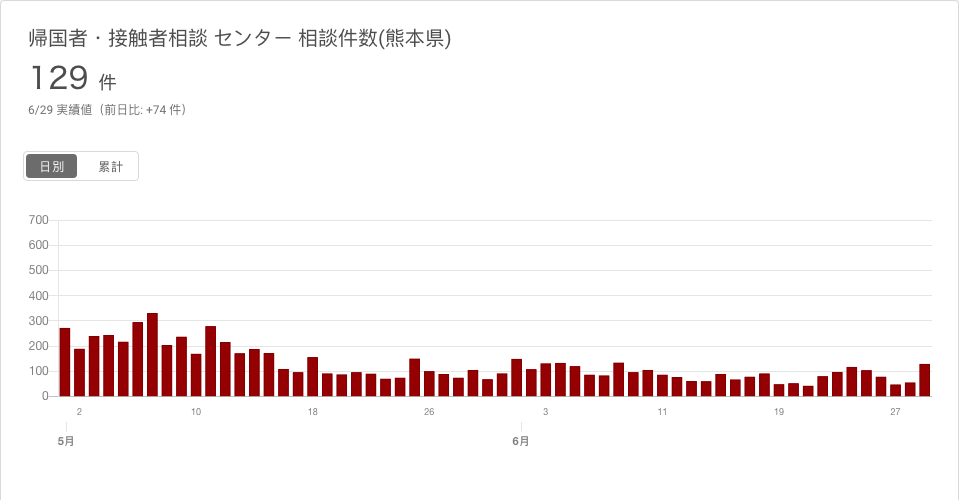 帰国者・接触者相談 センター 相談件数(熊本県)
129 件
6/29 実績値（前日比: +74 件）
日別 累計
700
600
500
400
300
200
100
0
2 10 18 26 3 11 19 27
5月 6月